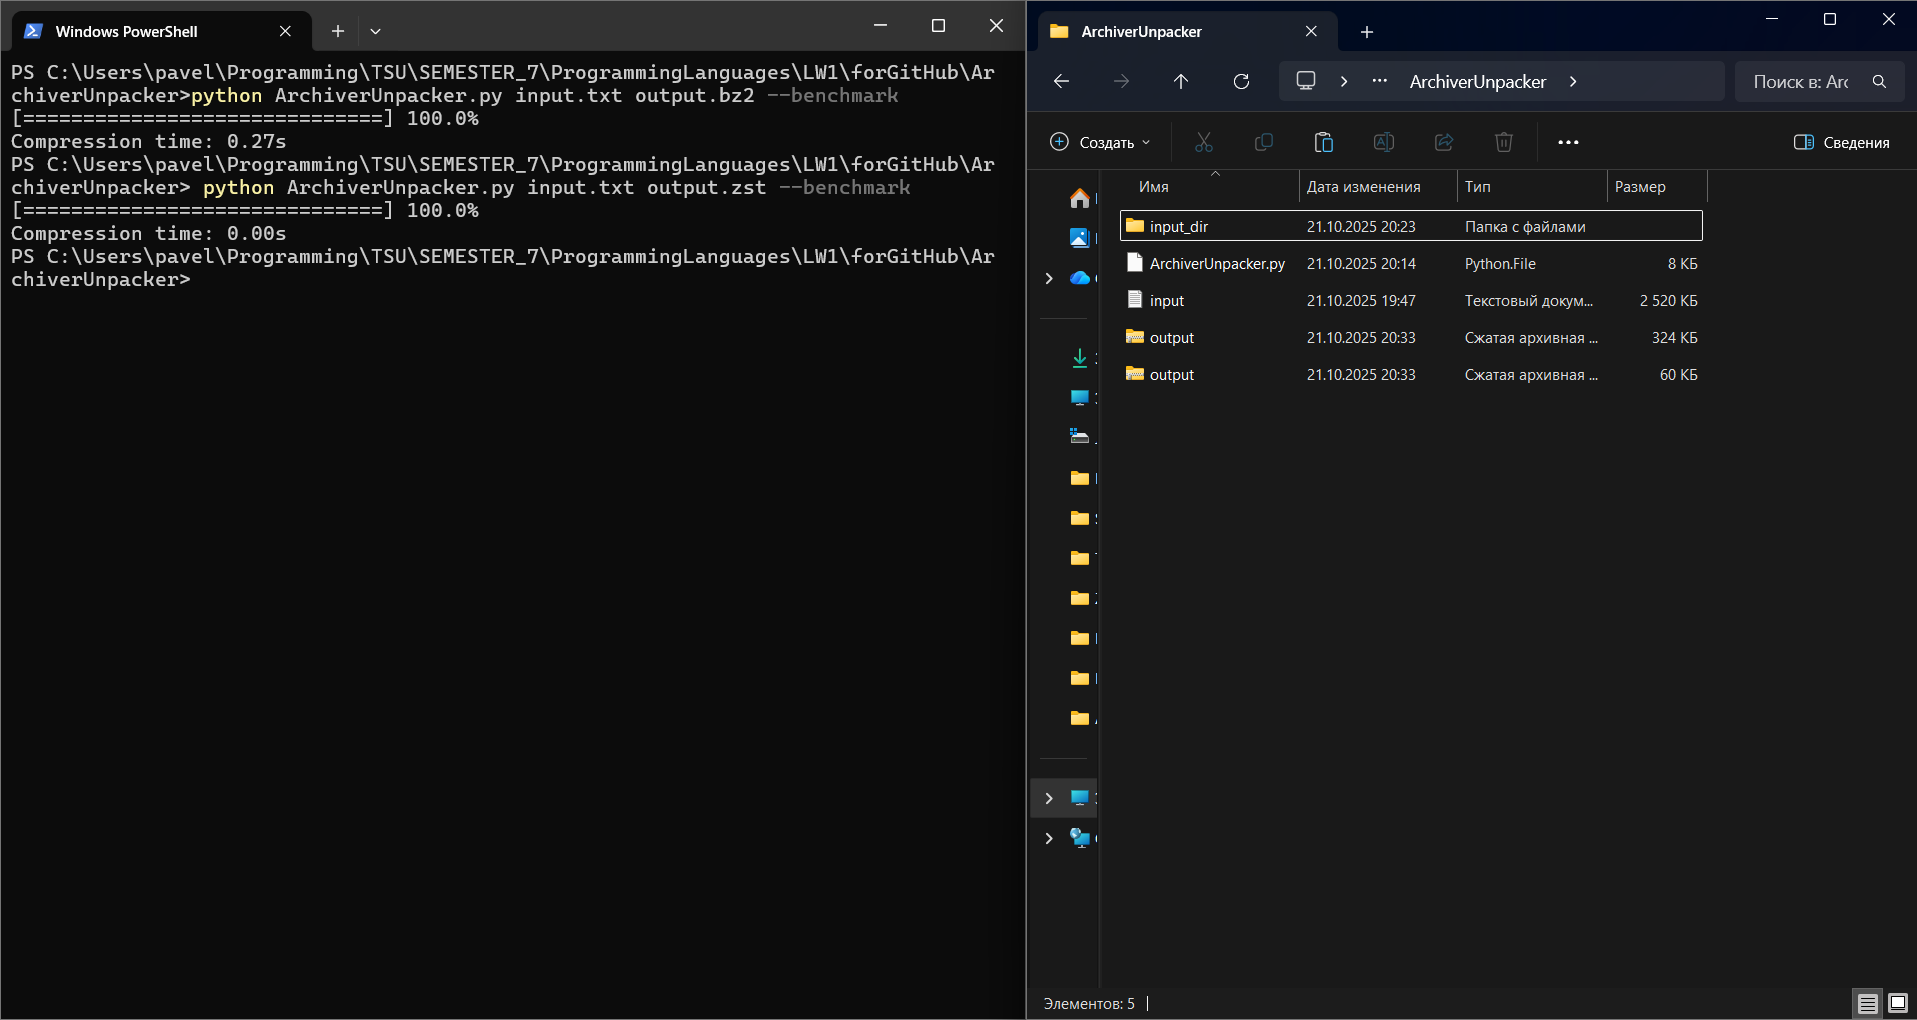 Windows PowerShell
PS C:\Users\pavel\Programming\TSU\SEMESTER_7\ProgrammingLanguages\LW1\forGitHub\Ar
chiverUnpacker>python ArchiverUnpacker.py input.txt output.bz2 --benchmark
[==============================] 100.0%
Compression time: 0.27s
PS C:\Users\pavel\Programming\TSU\SEMESTER_7\ProgrammingLanguages\LW1\forGitHub\Ar
chiverUnpacker> python ArchiverUnpacker.py input.txt output.zst --benchmark
[==============================] 100.0%
Compression time: 0.00s
PS C:\Users\pavel\Programming\TSU\SEMESTER_7\ProgrammingLanguages\LW1\forGitHub\Ar
chiverUnpacker>
ArchiverUnpacker
ArchiverUnpacker
Поиск в: Arc
Создать
Сведения
Имя Дата изменения Тип Размер
input_dir 21.10.2025 20:23 Папка с файлами
ArchiverUnpacker.py 21.10.2025 20:14 Python.File 8 КБ
input 21.10.2025 19:47 Текстовый докум... 2 520 КБ
output 21.10.2025 20:33 Сжатая архивная ... 324 КБ
output 21.10.2025 20:33 Сжатая архивная ... 60 КБ
Элементов: 5